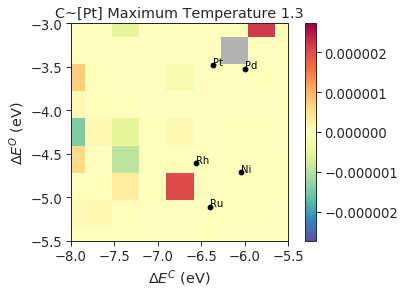 C~[Pt] Maximum Temperature 1.3
−3.0
−3.5
−4.0
−4.5
−5.0
−5.5
ΔE^O (eV)
Pt
Pd
Rh
Ni
Ru
−8.0 −7.5 −7.0 −6.5 −6.0 −5.5
ΔE^C (eV)
0.000002
0.000001
0.000000
−0.000001
−0.000002